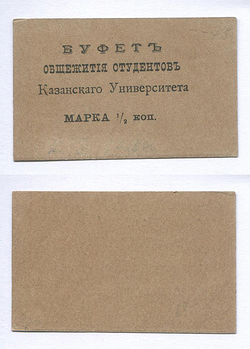 БУФЕТЪ
ОБЩЕЖИТІЯ СТУДЕНТОВЪ
Казанскаго Университета
МАРКА 1/2 коп.